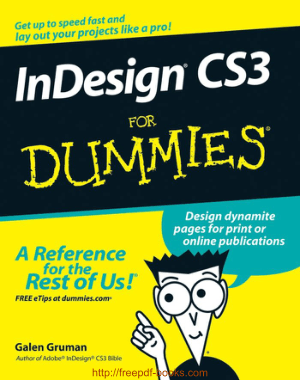 Get up to speed fast and
lay out your projects like a pro!
InDesign® CS3
FOR
DUMMIES®
Design dynamite
pages for print or
online publications
A Reference
for the
Rest of Us!®
FREE eTips at dummies.com®
Galen Gruman
Author of Adobe® InDesign® CS3 Bible
http://freepdf-books.com